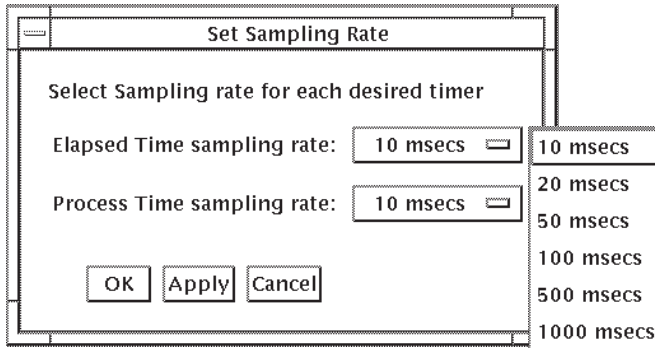 Set Sampling Rate
Select Sampling rate for each desired timer
Elapsed Time sampling rate: 10 msecs
Process Time sampling rate: 10 msecs
OK Apply Cancel
10 msecs
20 msecs
50 msecs
100 msecs
500 msecs
1000 msecs